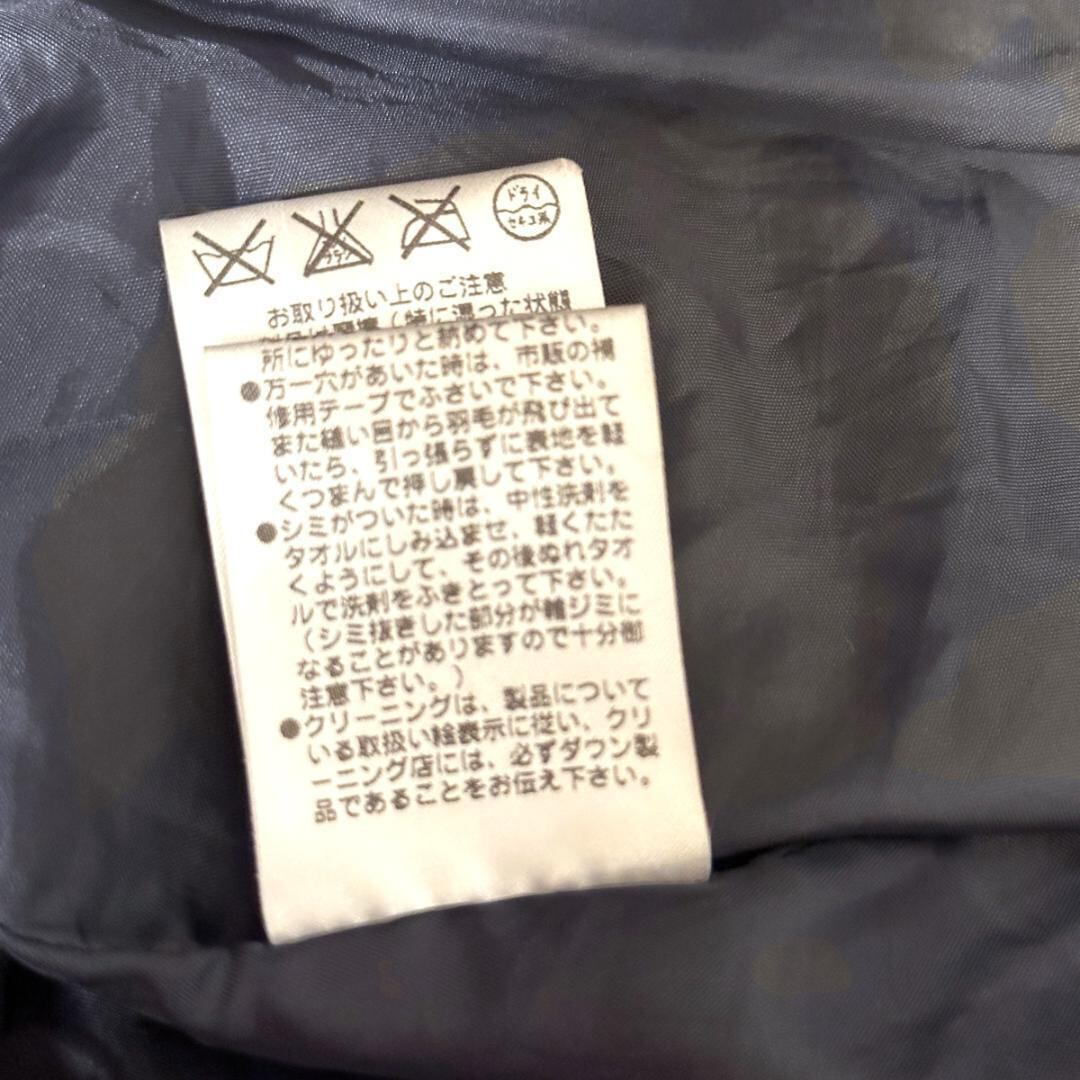 ドライ
セキユ系
お取り扱い上のご注意
(特に湿った状態
所にゆったりと納めて下さい。
●万一穴があいた時は、市販の補
修用テープでふさいで下さい。
また縫い目から羽毛が飛び出て
いたら、引っ張らずに表地を軽
くつまんで押し戻して下さい。
●シミがついた時は、中性洗剤を
タオルにしみ込ませ、軽くたた
くようにして、その後ぬれタオ
ルで洗剤をふきとって下さい。
(シミ抜きした部分が輪ジミに
なることがありますので十分御
注意下さい。)
●クリーニングは、製品について
いる取扱い絵表示に従い、クリ
ーニング店には、必ずダウン製
品であることをお伝え下さい。